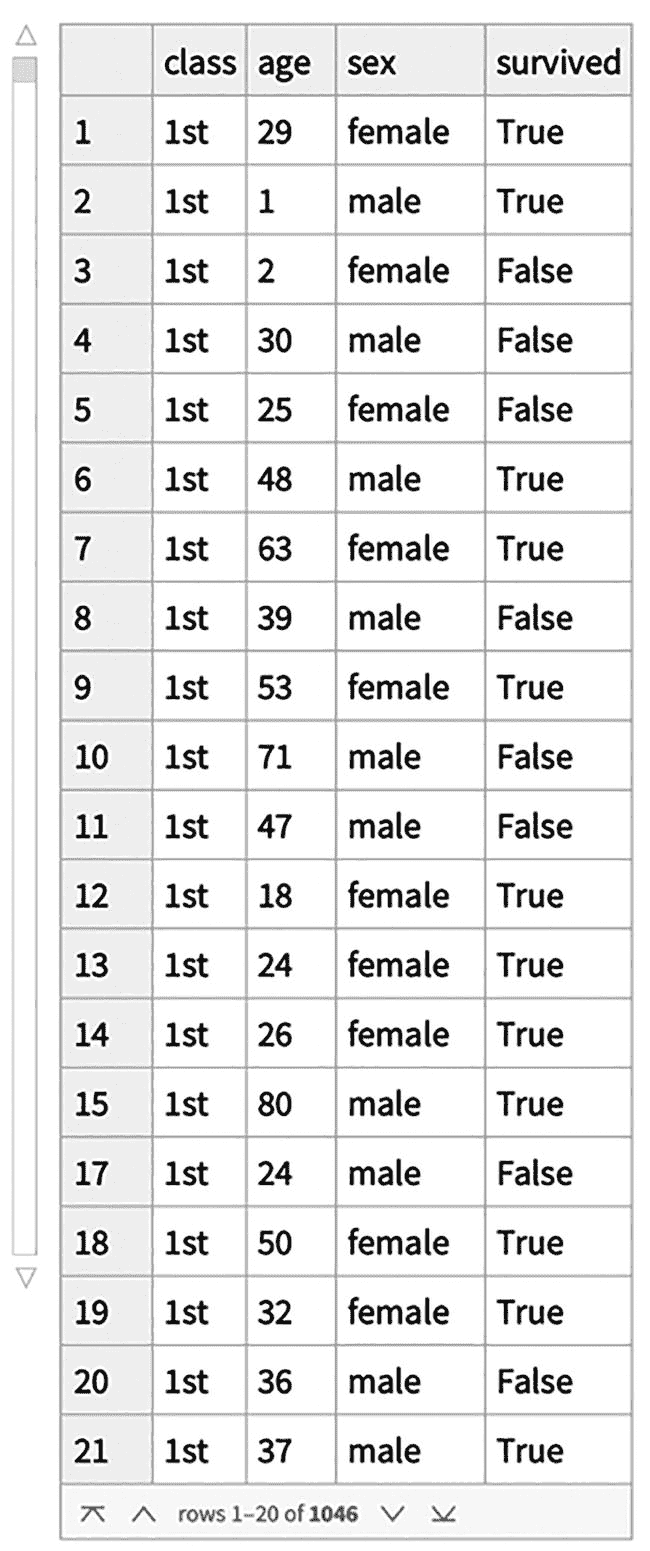 class age sex survived
1 1st 29 female True
2 1st 1 male True
3 1st 2 female False
4 1st 30 male False
5 1st 25 female False
6 1st 48 male True
7 1st 63 female True
8 1st 39 male False
9 1st 53 female True
10 1st 71 male False
11 1st 47 male False
12 1st 18 female True
13 1st 24 female True
14 1st 26 female True
15 1st 80 male True
17 1st 24 male False
18 1st 50 female True
19 1st 32 female True
20 1st 36 male False
21 1st 37 male True
rows 1–20 of 1046